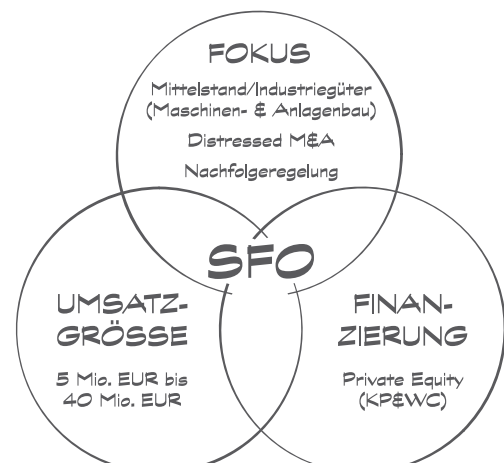 FOKUS
Mittelstand/Industriegüter
(Maschinen- & Anlagenbau)
Distressed M&A
Nachfolgeregelung
SFO
UMSATZ-
GRÖSSE
5 Mio. EUR bis
40 Mio. EUR
FINAN-
ZIERUNG
Private Equity
(KP&WC)